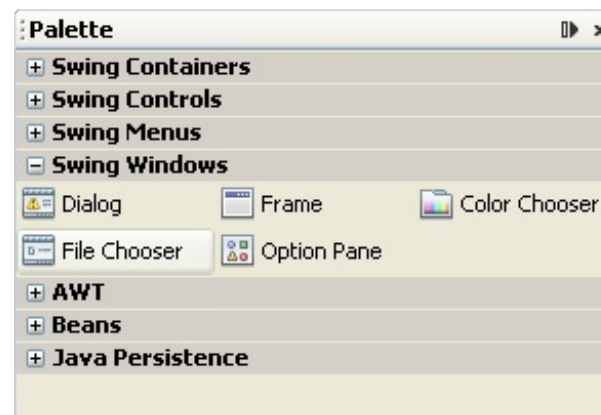 Palette
Swing Containers
Swing Controls
Swing Menus
Swing Windows
Dialog Frame Color Chooser
File Chooser Option Pane
AWT
Beans
Java Persistence